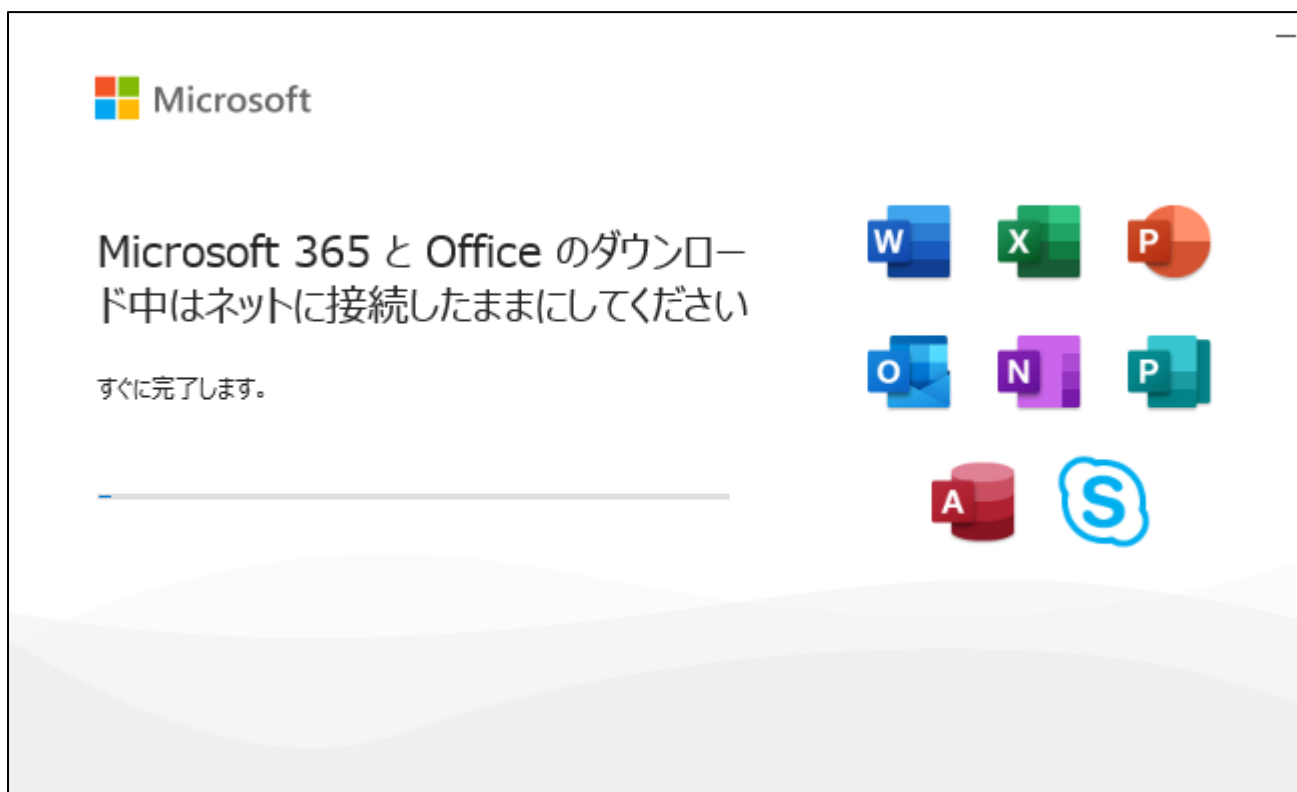 Microsoft
Microsoft 365 と Office のダウンロー
ド中はネットに接続したままにしてください
すぐに完了します。
W
X
P
O
N
P
A
S